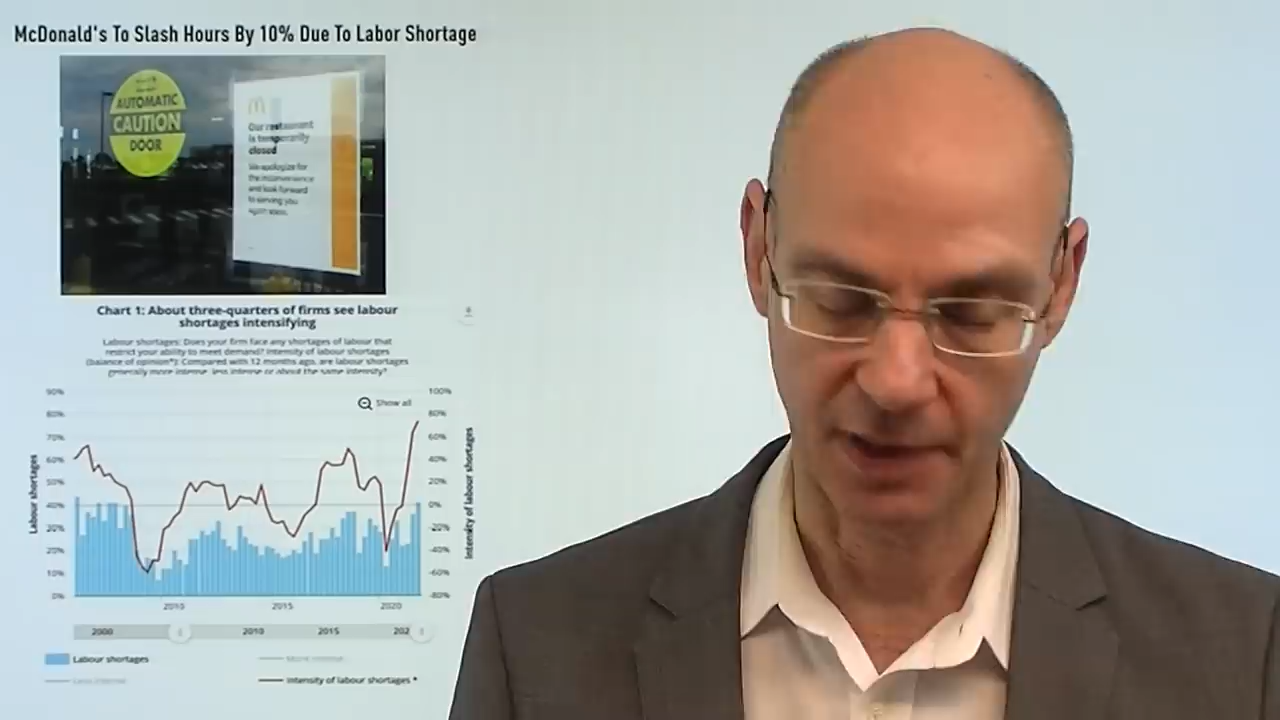 McDonald's To Slash Hours By 10% Due To Labor Shortage
AUTOMATIC
CAUTION
DOOR
Our restaurant
is temporarily
closed
We apologize for
the inconvenience
and look forward
to serving you
again soon.
Chart 1: About three-quarters of firms see labour
shortages intensifying
Labour shortages: Does your firm face any shortages of labour that
restrict your ability to meet demand? Intensity of labour shortages
(balance of opinion*): Compared with 12 months ago, are labour shortages
generally more intense, less intense or about the same intensity?
Show all
90%
80%
70%
60%
50%
40%
30%
20%
10%
0%
Labour shortages
100%
80%
60%
40%
20%
0%
-20%
-40%
-60%
-80%
Intensity of labour shortages
2010
2015
2020
2000
2010
2015
202
Labour shortages
More intense
Less intense
Intensity of labour shortages *